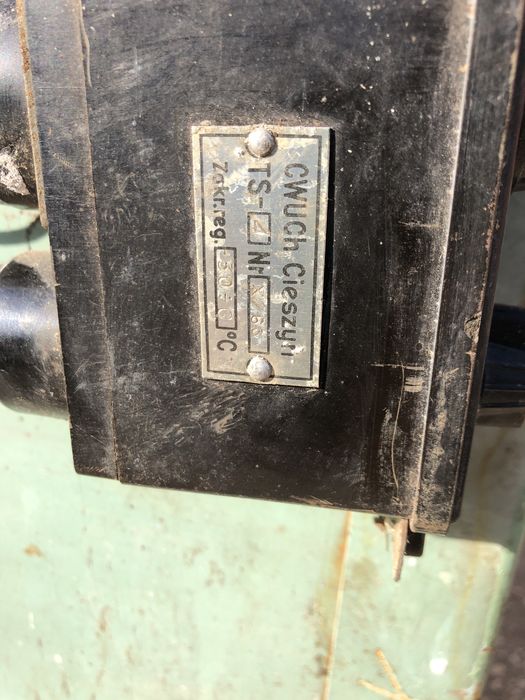 CWUCh Cieszyn
TS-4 Nr X 66
Zakr.reg. -30÷0 °C